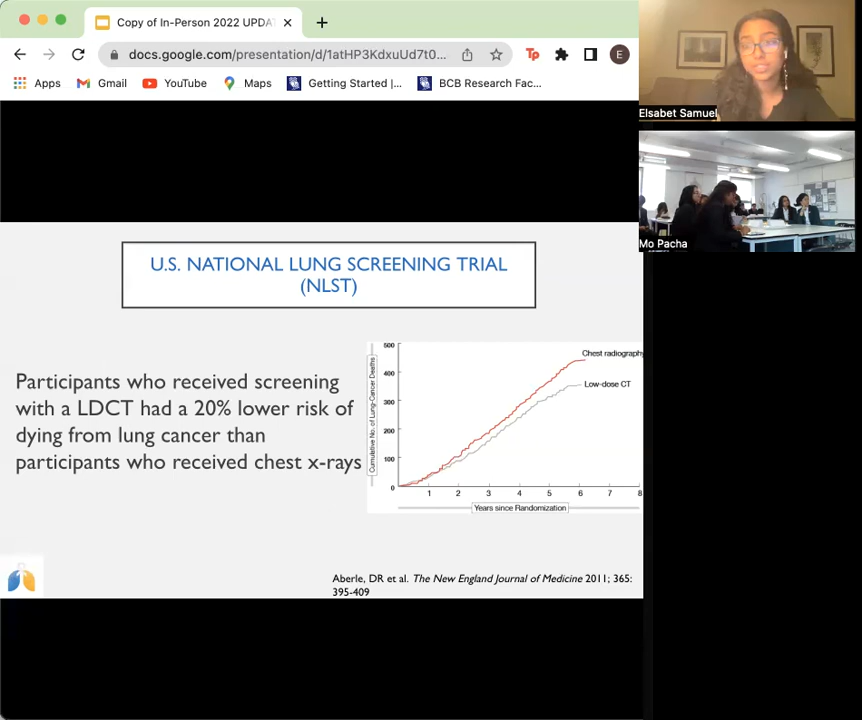 Copy of In-Person 2022 UPDA
docs.google.com/presentation/d/1atHP3KdxuUd7t0...
Tp
E
Apps
Gmail
YouTube
Maps
Getting Started |...
BCB Research Fac...
Elsabet Samuel
Mo Pacha
U.S. NATIONAL LUNG SCREENING TRIAL
(NLST)
Participants who received screening
with a LDCT had a 20% lower risk of
dying from lung cancer than
participants who received chest x-rays
Cumulative No. of Lung-Cancer Deaths
500
400
300
200
100
0
Chest radiography
Low-dose CT
1 2 3 4 5 6 7 8
Years since Randomization
Aberle, DR et al. The New England Journal of Medicine 2011; 365:
395-409